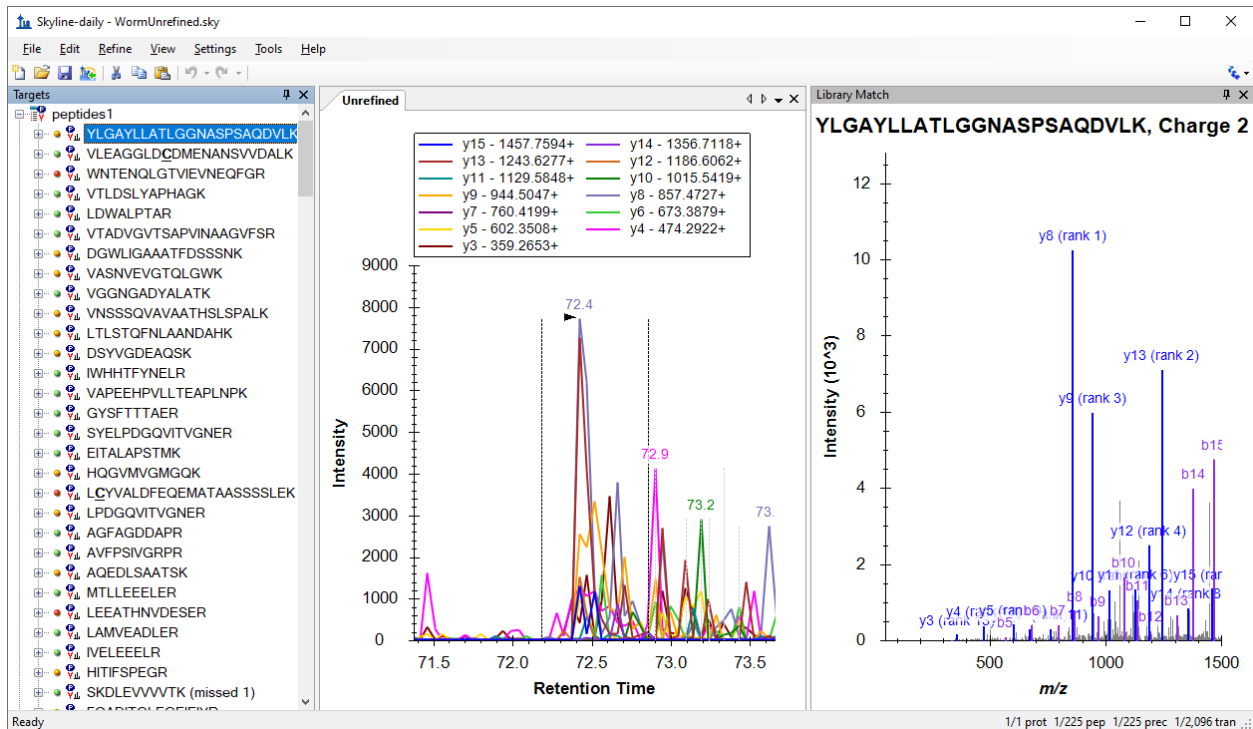 Skyline-daily - WormUnrefined.sky
File Edit Refine View Settings Tools Help
Targets
peptides1
YLGAYLLATLGGNASPSAQDVLK
VLEAGGLDCDMENANSVVDALK
WNTENQLGTVIEVNEQFGR
VTLDSLYAPHAGK
LDWALPTAR
VTADVGVTSAPVINAAGVFSR
DGWLIGAAATFDSSSNK
VASNVEVGTQLGWK
VGGNGADYALATK
VNSSSQVAVAATHSLSPALK
LTLSTQFNLAANDAHK
DSYVGDEAQSK
IWHHTFYNELR
VAPEEHPVLLTEAPLNPK
GYSFTTTAER
SYELPDGQVITVGNER
EITALAPSTMK
HQGVMVGMGQK
LCYVALDFEQEMATAASSSSLEK
LPDGQVITVGNER
AGFAGDDAPR
AVFPSIVGRPR
AQEDLSAATSK
MTLLEEELER
LEEATHNVDESER
LAMVEADLER
IVELEEELR
HITIFSPEGR
SKDLEVVVVTK (missed 1)
Unrefined
y15 - 1457.7594+ y14 - 1356.7118+
y13 - 1243.6277+ y12 - 1186.6062+
y11 - 1129.5848+ y10 - 1015.5419+
y9 - 944.5047+ y8 - 857.4727+
y7 - 760.4199+ y6 - 673.3879+
y5 - 602.3508+ y4 - 474.2922+
y3 - 359.2653+
9000
8000
7000
6000
5000
4000
3000
2000
1000
0
Intensity
72.4
72.9
73.2
73.
71.5 72.0 72.5 73.0 73.5
Retention Time
Library Match
YLGAYLLATLGGNASPSAQDVLK, Charge 2
12
10
8
6
4
2
0
Intensity (10^3)
y8 (rank 1)
y13 (rank 2)
y9 (rank 3)
b15
b14
y12 (rank 4)
b10
b11
b8
b9
b13
b12
b6 b7
b5
500 1000 1500
m/z
Ready
1/1 prot 1/225 pep 1/225 prec 1/2,096 tran